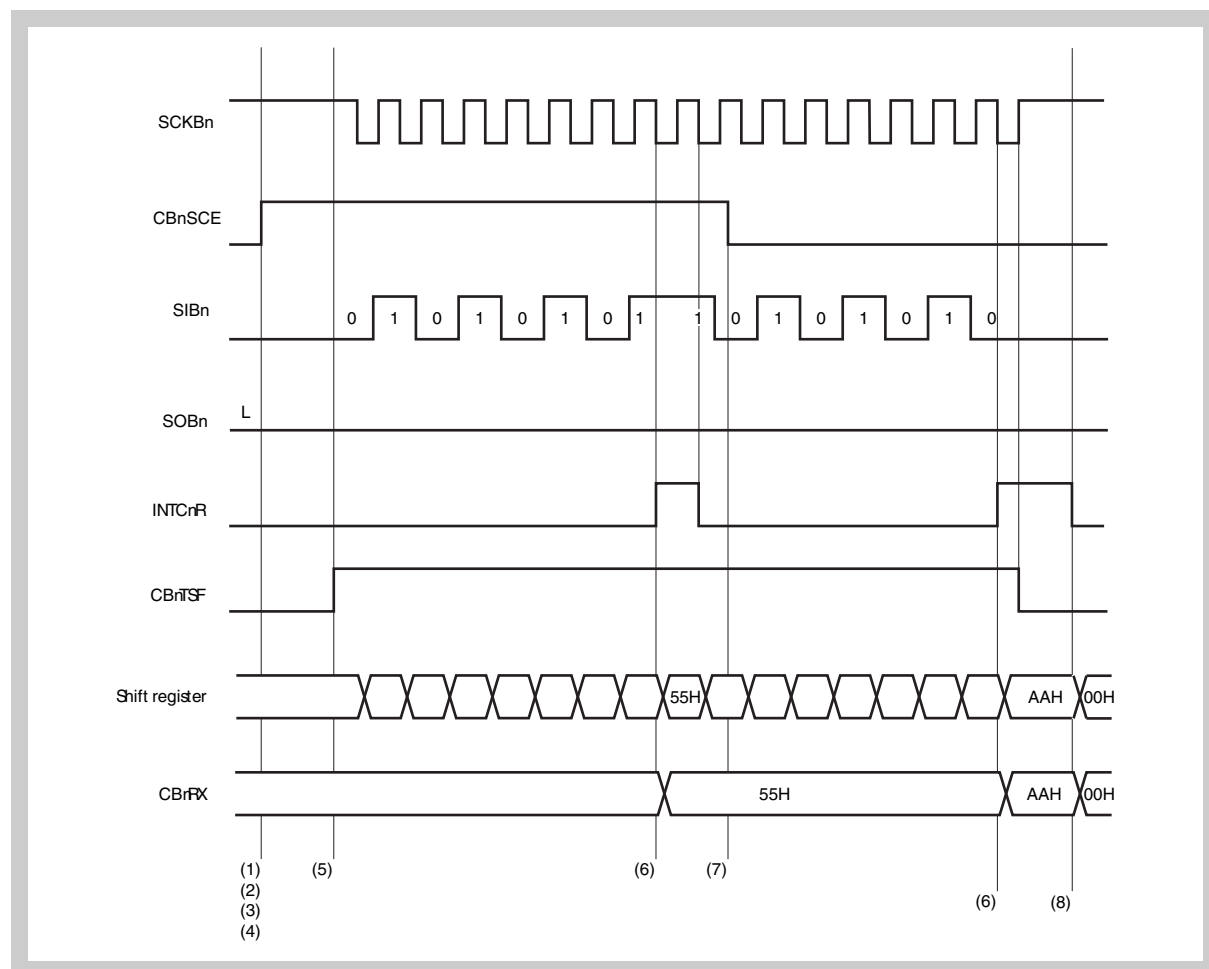 SCKBn
CBnSCE
SIBn
0 1 0 1 0 1 0 1 1 0 1 0 1 0 1 0
SOBn L
INTCnR
CBnTSF
Shift register 55H AAH 00H
CBnRX 55H AAH 00H
(1) (5) (6) (7)
(2)
(3) (6) (8)
(4)